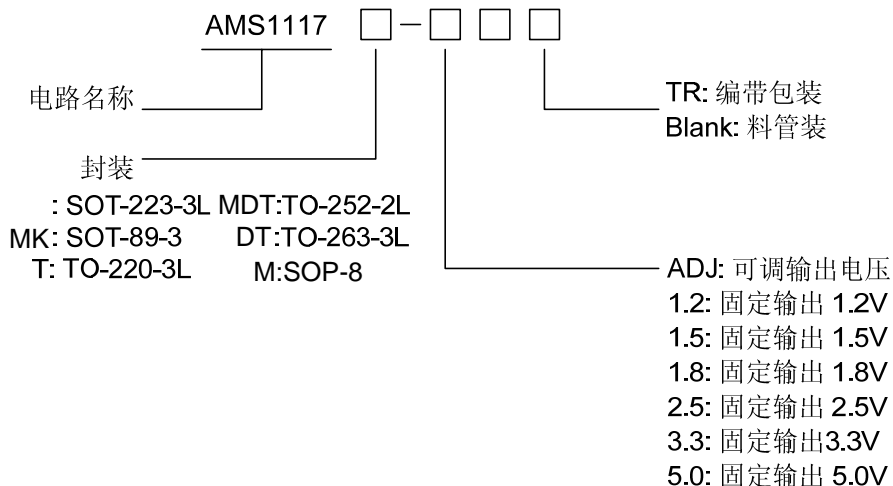 AMS1117 □-□□□
电路名称
TR: 编带包装
Blank: 料管装
封装
: SOT-223-3L MDT:TO-252-2L
MK: SOT-89-3 DT:TO-263-3L
T: TO-220-3L M:SOP-8
ADJ: 可调输出电压
1.2: 固定输出 1.2V
1.5: 固定输出 1.5V
1.8: 固定输出 1.8V
2.5: 固定输出 2.5V
3.3: 固定输出3.3V
5.0: 固定输出 5.0V